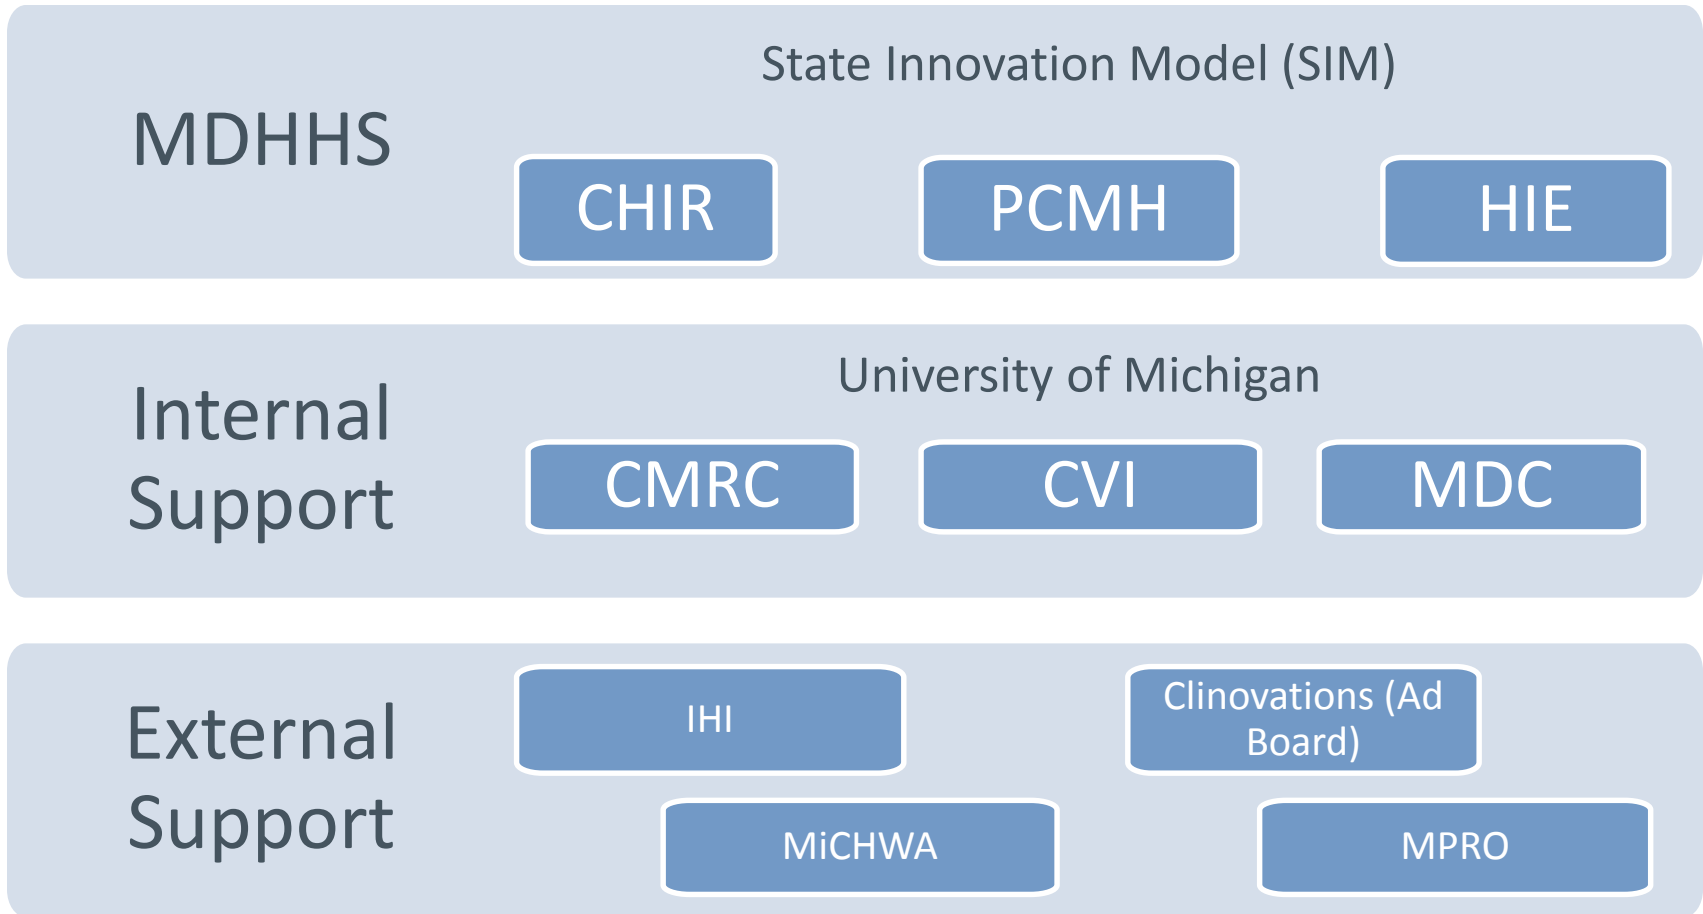 MDHHS
State Innovation Model (SIM)
CHIR
PCMH
HIE
Internal
Support
University of Michigan
CMRC
CVI
MDC
External
Support
IHI
Clinovations (Ad
Board)
MiCHWA
MPRO